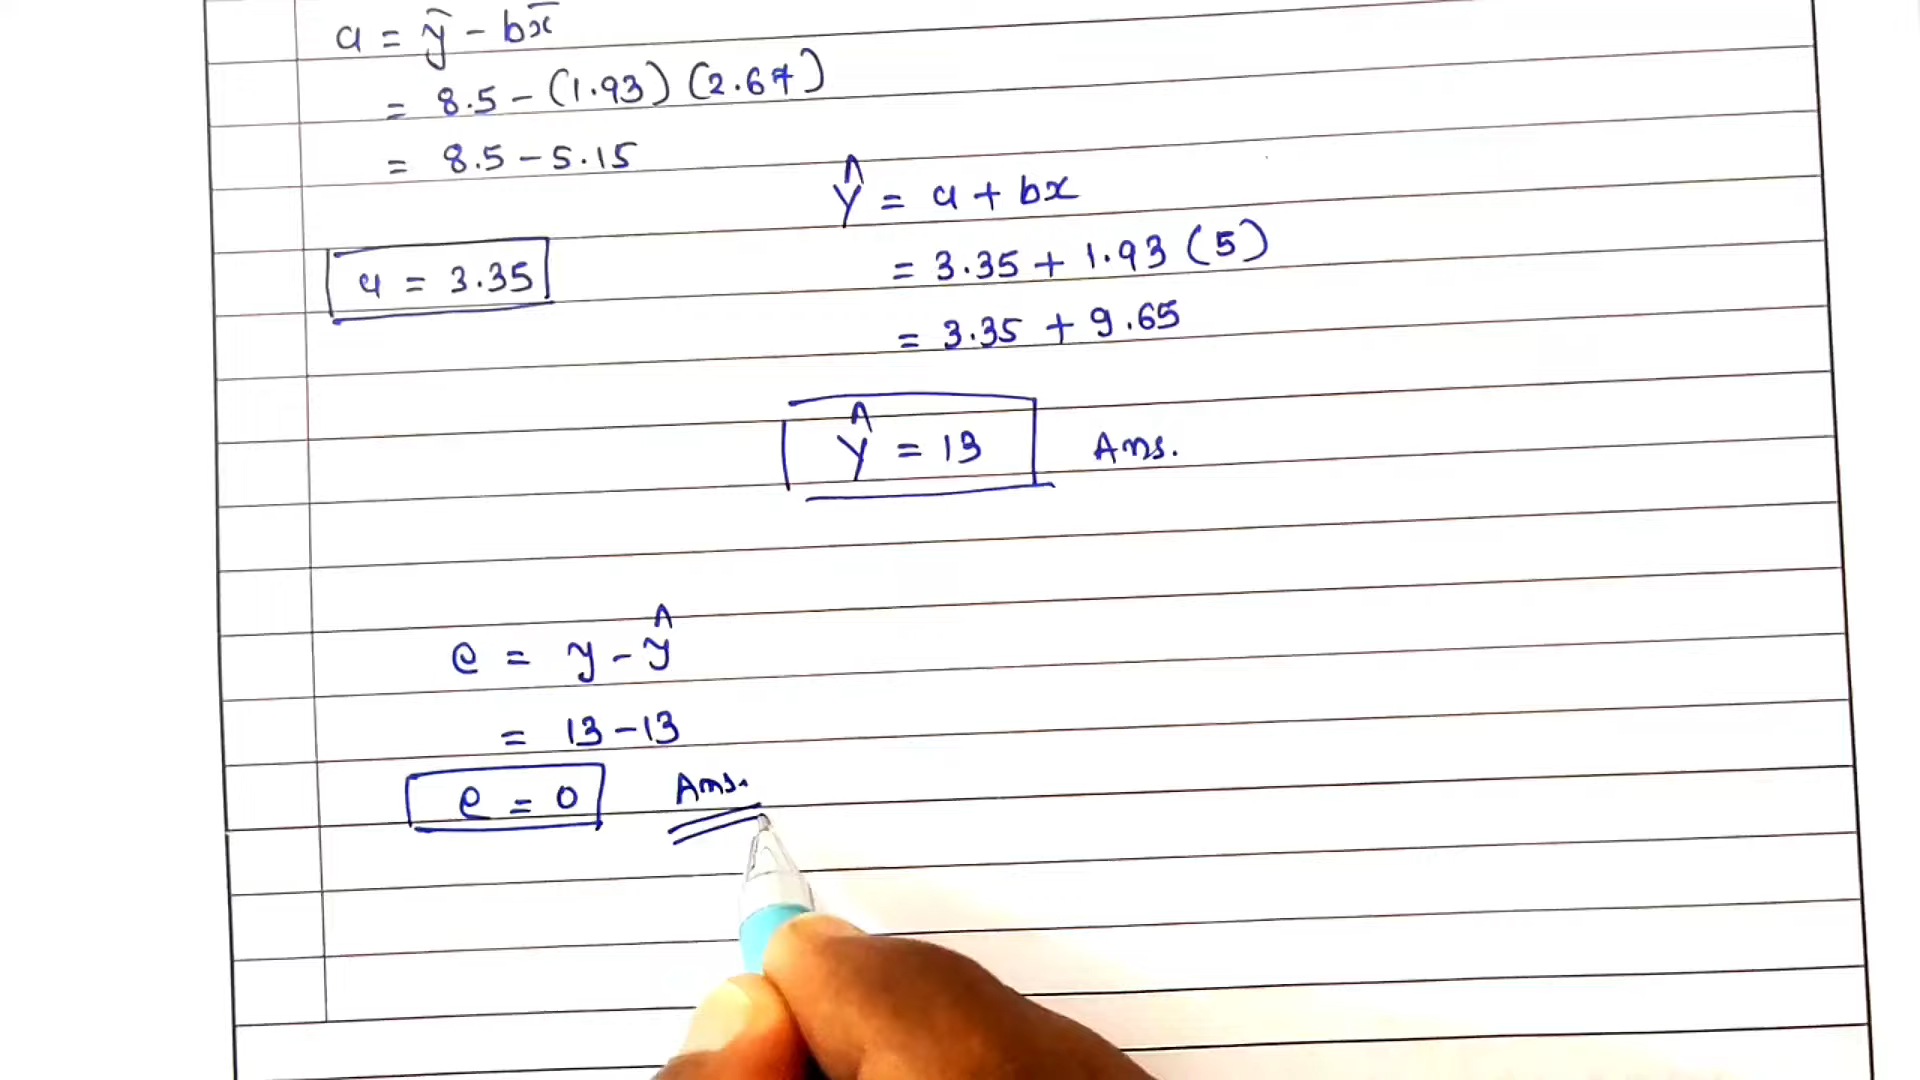 a = ȳ - bx̄
= 8.5 - (1.93) (2.67)
= 8.5 - 5.15
a = 3.35
Ŷ = a + bx
= 3.35 + 1.93 (5)
= 3.35 + 9.65
Ŷ = 13 Ans.
e = y - ŷ
= 13 - 13
e = 0 Ans.